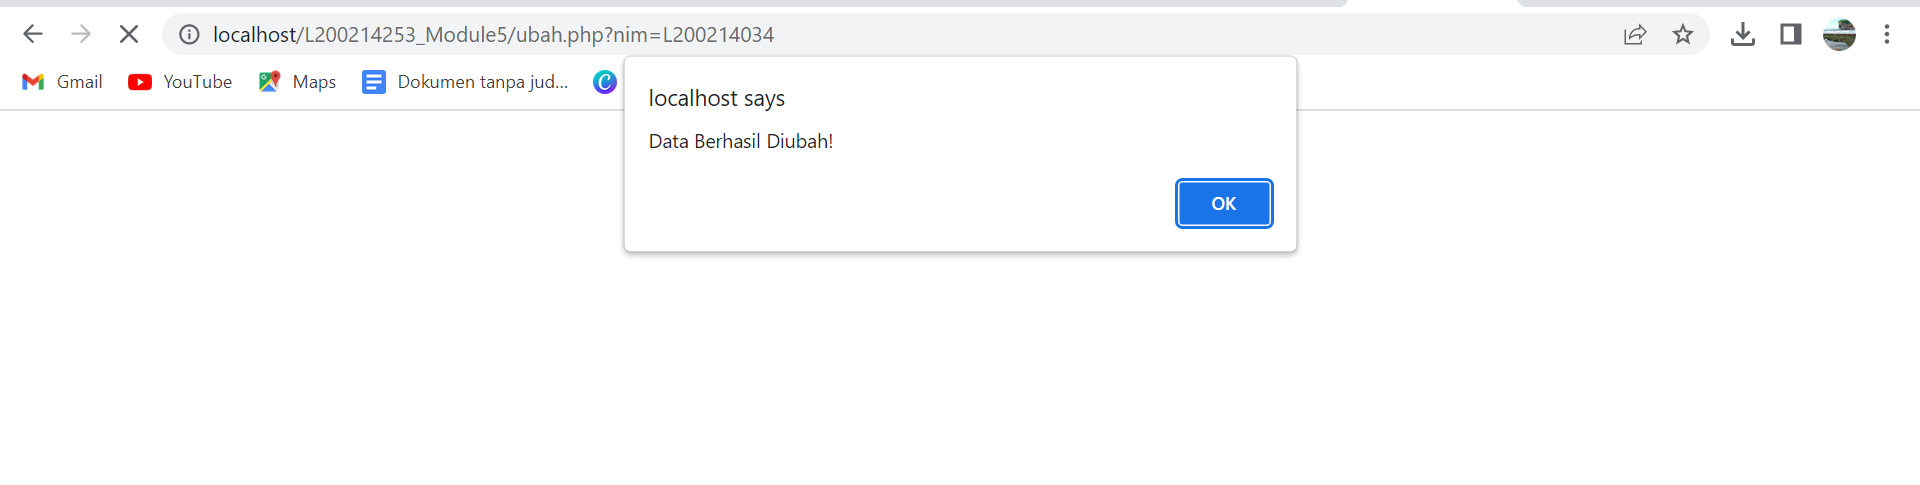 localhost/L200214253_Module5/ubah.php?nim=L200214034
Gmail YouTube Maps Dokumen tanpa jud...
localhost says
Data Berhasil Diubah!
OK